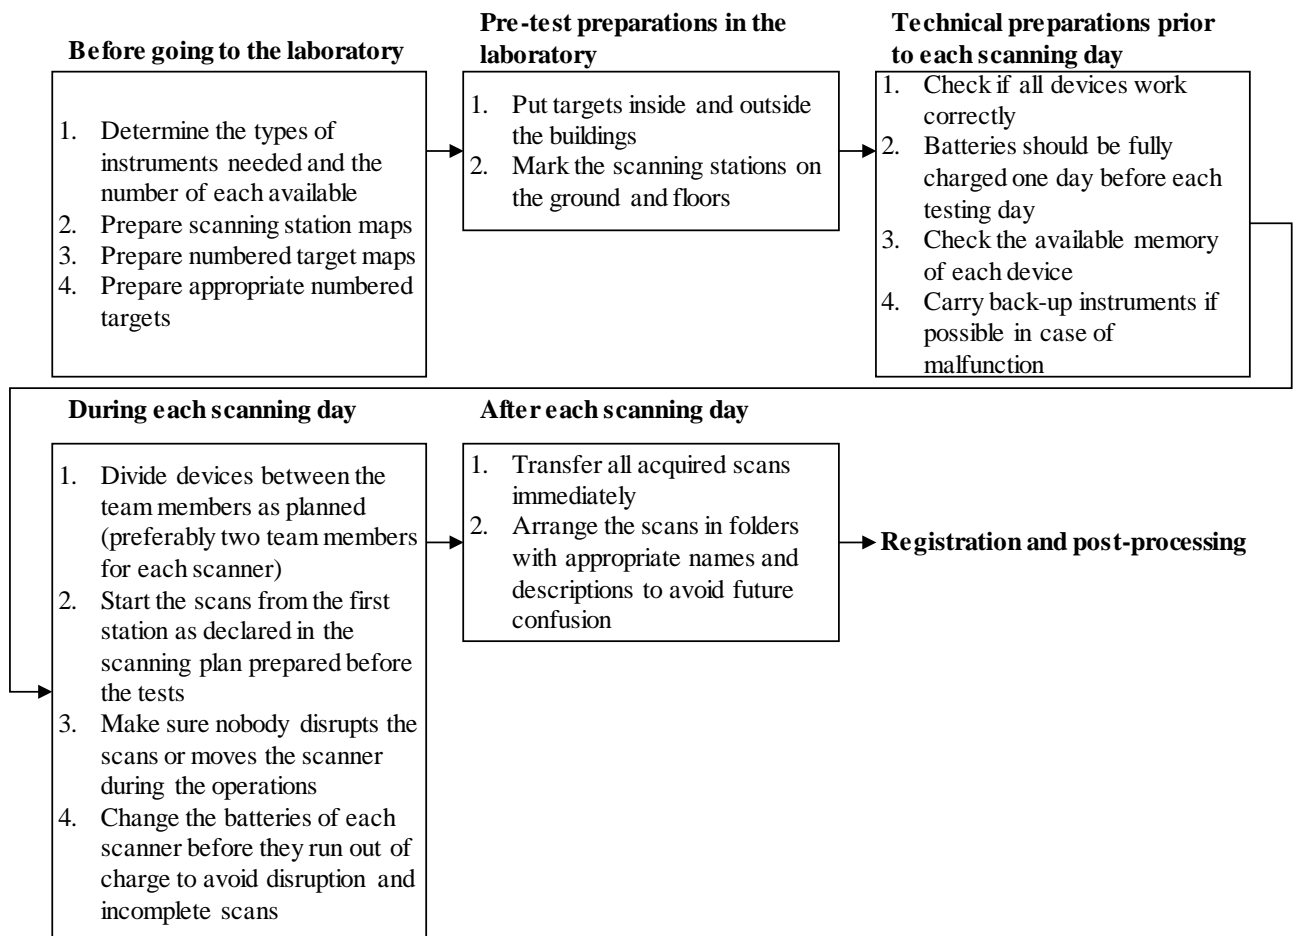 Before going to the laboratory
1. Determine the types of
instruments needed and the
number of each available
2. Prepare scanning station maps
3. Prepare numbered target maps
4. Prepare appropriate numbered
targets
Pre-test preparations in the
laboratory
1. Put targets inside and outside
the buildings
2. Mark the scanning stations on
the ground and floors
Technical preparations prior
to each scanning day
1. Check if all devices work
correctly
2. Batteries should be fully
charged one day before each
testing day
3. Check the available memory
of each device
4. Carry back-up instruments if
possible in case of
malfunction
During each scanning day
1. Divide devices between the
team members as planned
(preferably two team members
for each scanner)
2. Start the scans from the first
station as declared in the
scanning plan prepared before
the tests
3. Make sure nobody disrupts the
scans or moves the scanner
during the operations
4. Change the batteries of each
scanner before they run out of
charge to avoid disruption and
incomplete scans
After each scanning day
1. Transfer all acquired scans
immediately
2. Arrange the scans in folders
with appropriate names and
descriptions to avoid future
confusion
Registration and post-processing